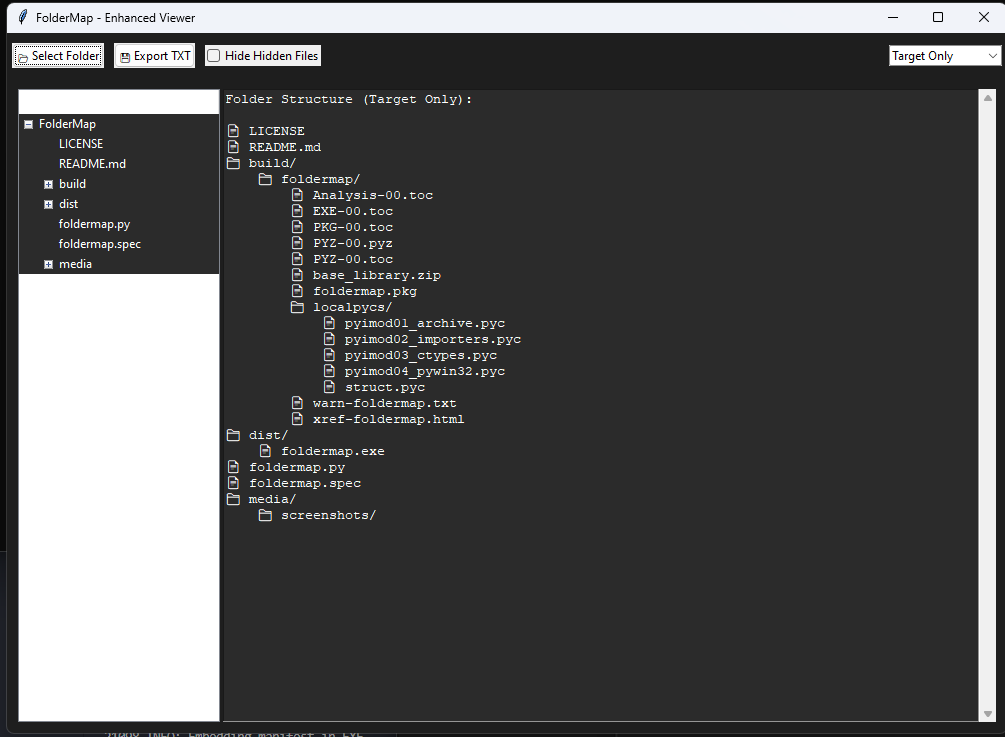 FolderMap - Enhanced Viewer
Select Folder
Export TXT
Hide Hidden Files
Target Only
FolderMap
LICENSE
README.md
build
dist
foldermap.py
foldermap.spec
media
Folder Structure (Target Only):
LICENSE
README.md
build/
foldermap/
Analysis-00.toc
EXE-00.toc
PKG-00.toc
PYZ-00.pyz
PYZ-00.toc
base_library.zip
foldermap.pkg
localpycs/
pyimod01_archive.pyc
pyimod02_importers.pyc
pyimod03_ctypes.pyc
pyimod04_pywin32.pyc
struct.pyc
warn-foldermap.txt
xref-foldermap.html
dist/
foldermap.exe
foldermap.py
foldermap.spec
media/
screenshots/
INFO: Embedding manifest in EXE